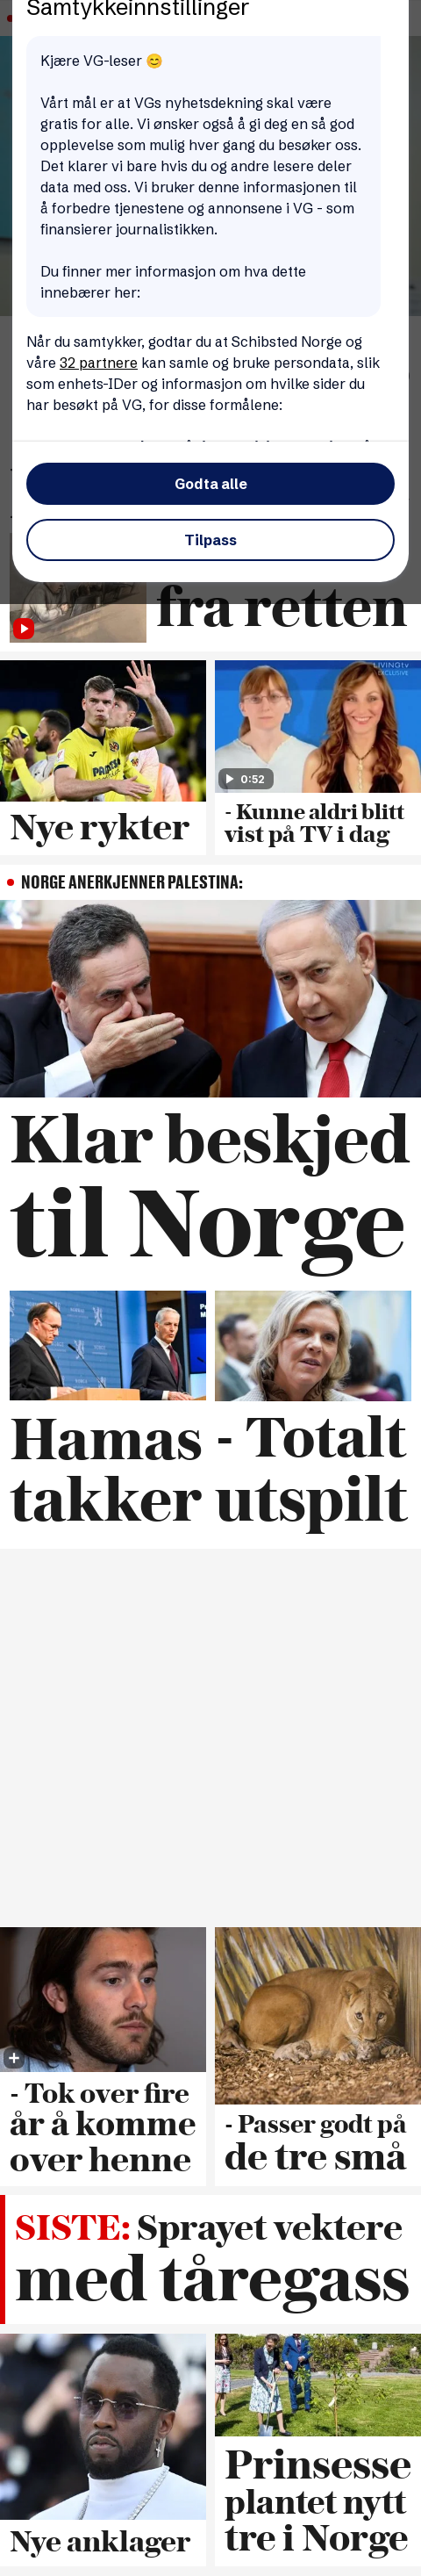 Samtykkeinnstillinger
Kjære VG-leser 😊
Vårt mål er at VGs nyhetsdekning skal være
gratis for alle. Vi ønsker også å gi deg en så god
opplevelse som mulig hver gang du besøker oss.
Det klarer vi bare hvis du og andre lesere deler
data med oss. Vi bruker denne informasjonen til
å forbedre tjenestene og annonsene i VG - som
finansierer journalistikken.
Du finner mer informasjon om hva dette
innebærer her:
Når du samtykker, godtar du at Schibsted Norge og
våre 32 partnere kan samle og bruke persondata, slik
som enhets-IDer og informasjon om hvilke sider du
har besøkt på VG, for disse formålene:
Godta alle
Tilpass
fra retten
Nye rykter
LIVINGtv
EXCLUSIVE
0:52
- Kunne aldri blitt
vist på TV i dag
NORGE ANERKJENNER PALESTINA:
Klar beskjed
til Norge
Hamas
takker
- Totalt
utspilt
- Tok over fire
år å komme
over henne
- Passer godt på
de tre små
SISTE: Sprayet vektere
med tåregass
Nye anklager
Prinsesse
plantet nytt
tre i Norge